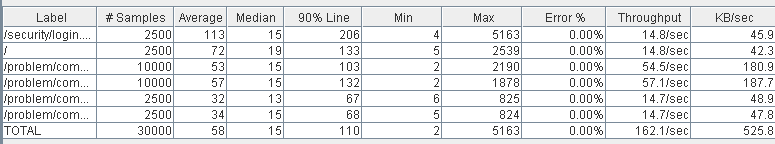 Label # Samples Average Median 90% Line Min Max Error % Throughput KB/sec
/security/login.... 2500 113 15 206 4 5163 0.00% 14.8/sec 45.9
/ 2500 72 19 133 5 2539 0.00% 14.8/sec 42.3
/problem/com... 10000 53 15 103 2 2190 0.00% 54.5/sec 180.9
/problem/com... 10000 57 15 132 2 1878 0.00% 57.1/sec 187.7
/problem/com... 2500 32 13 67 6 825 0.00% 14.7/sec 48.9
/problem/com... 2500 34 15 68 5 824 0.00% 14.7/sec 47.8
TOTAL 30000 58 15 110 2 5163 0.00% 162.1/sec 525.8